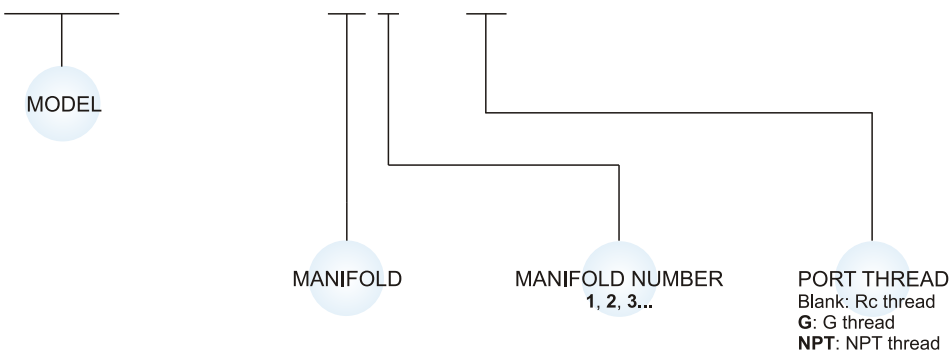 MODEL
MANIFOLD
MANIFOLD NUMBER
1, 2, 3...
PORT THREAD
Blank: Rc thread
G: G thread
NPT: NPT thread